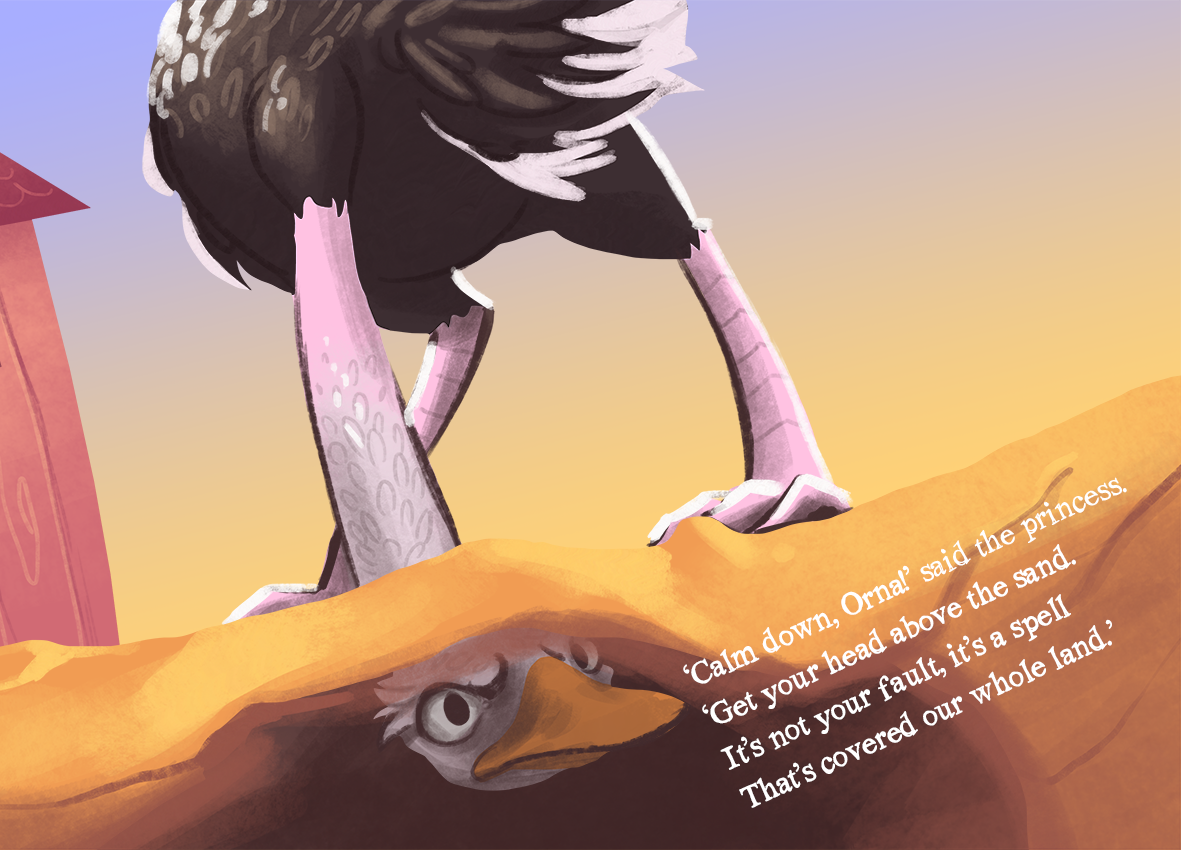 ‘Calm down, Orna!’ said the princess.
‘Get your head above the sand.
It’s not your fault, it’s a spell
That’s covered our whole land.’